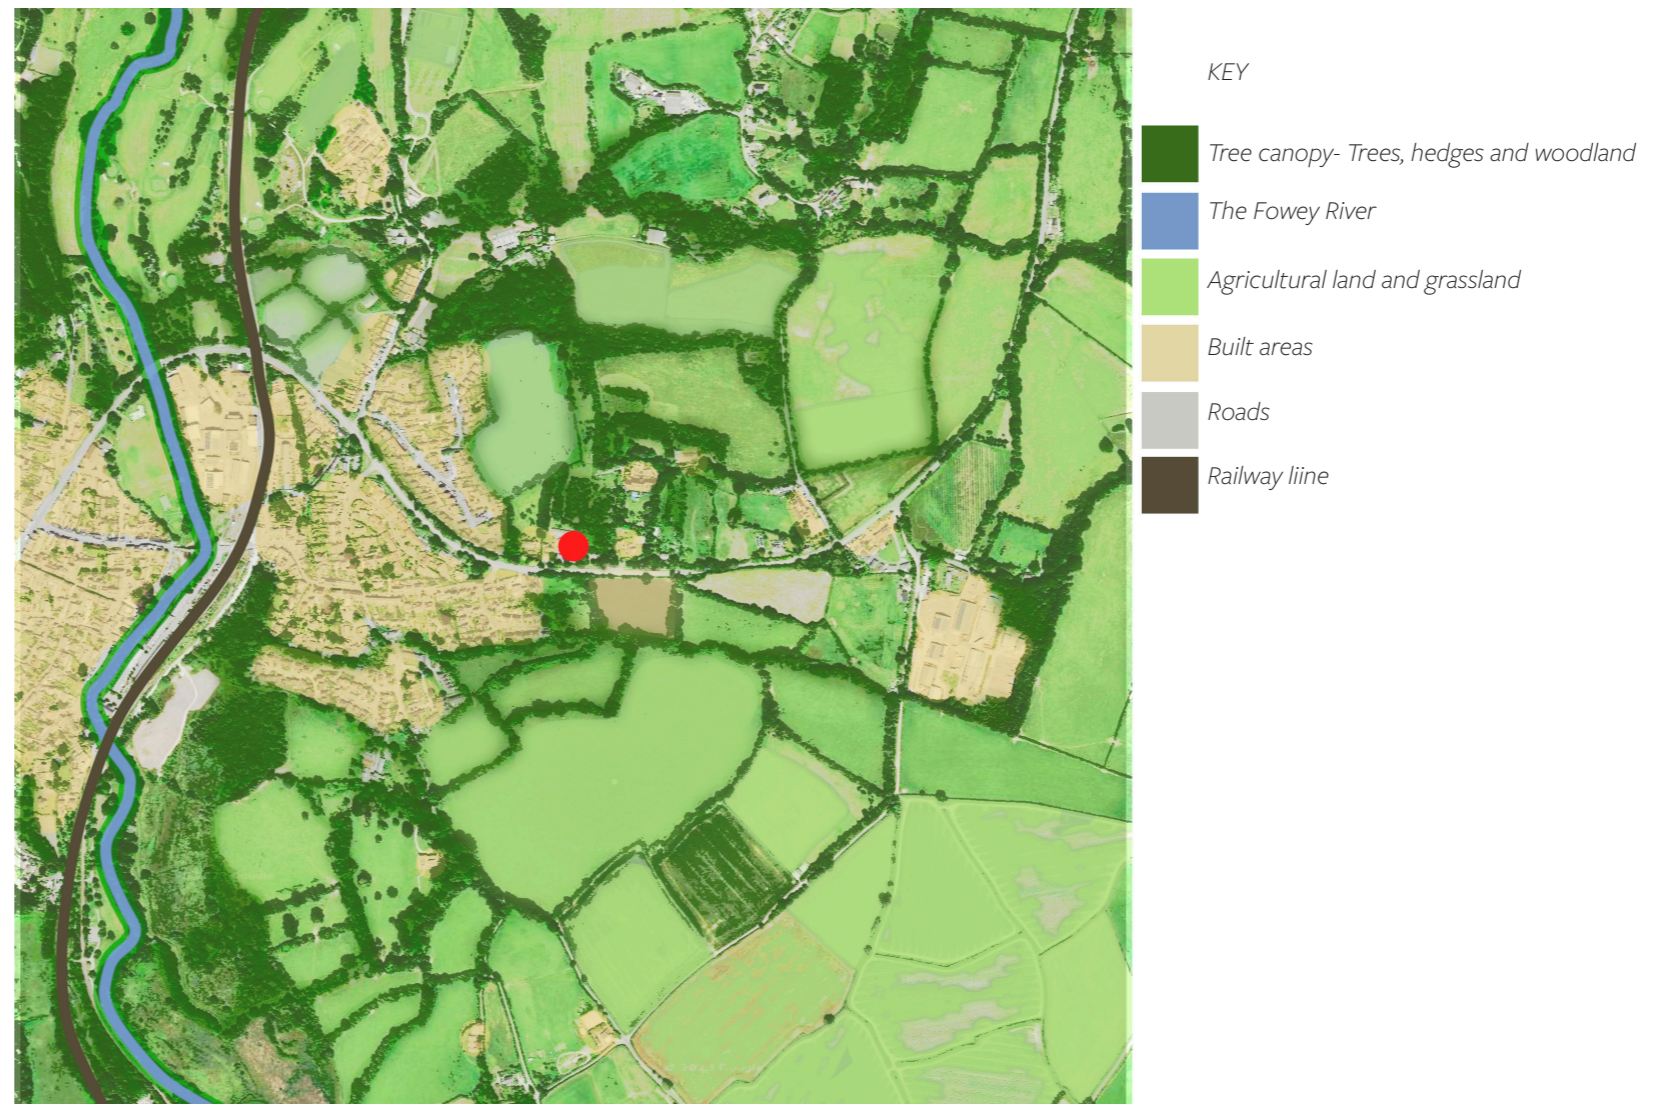 KEY
Tree canopy- Trees, hedges and woodland
The Fowey River
Agricultural land and grassland
Built areas
Roads
Railway liine